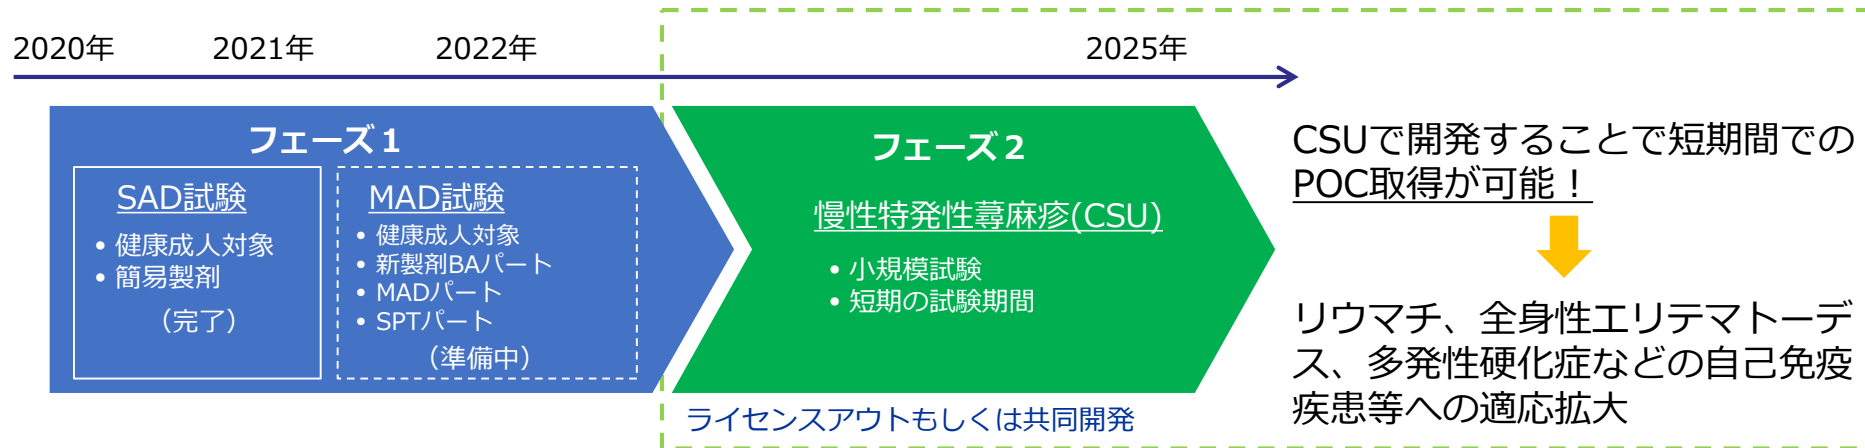 2020年
2021年
2022年
2025年
フェーズ１
SAD試験
• 健康成人対象
• 簡易製剤
（完了）
MAD試験
• 健康成人対象
• 新製剤BAパート
• MADパート
• SPTパート
（準備中）
フェーズ２
慢性特発性蕁麻疹(CSU)
• 小規模試験
• 短期の試験期間
ライセンスアウトもしくは共同開発
CSUで開発することで短期間での
POC取得が可能！
リウマチ、全身性エリテマトーデ
ス、多発性硬化症などの自己免疫
疾患等への適応拡大